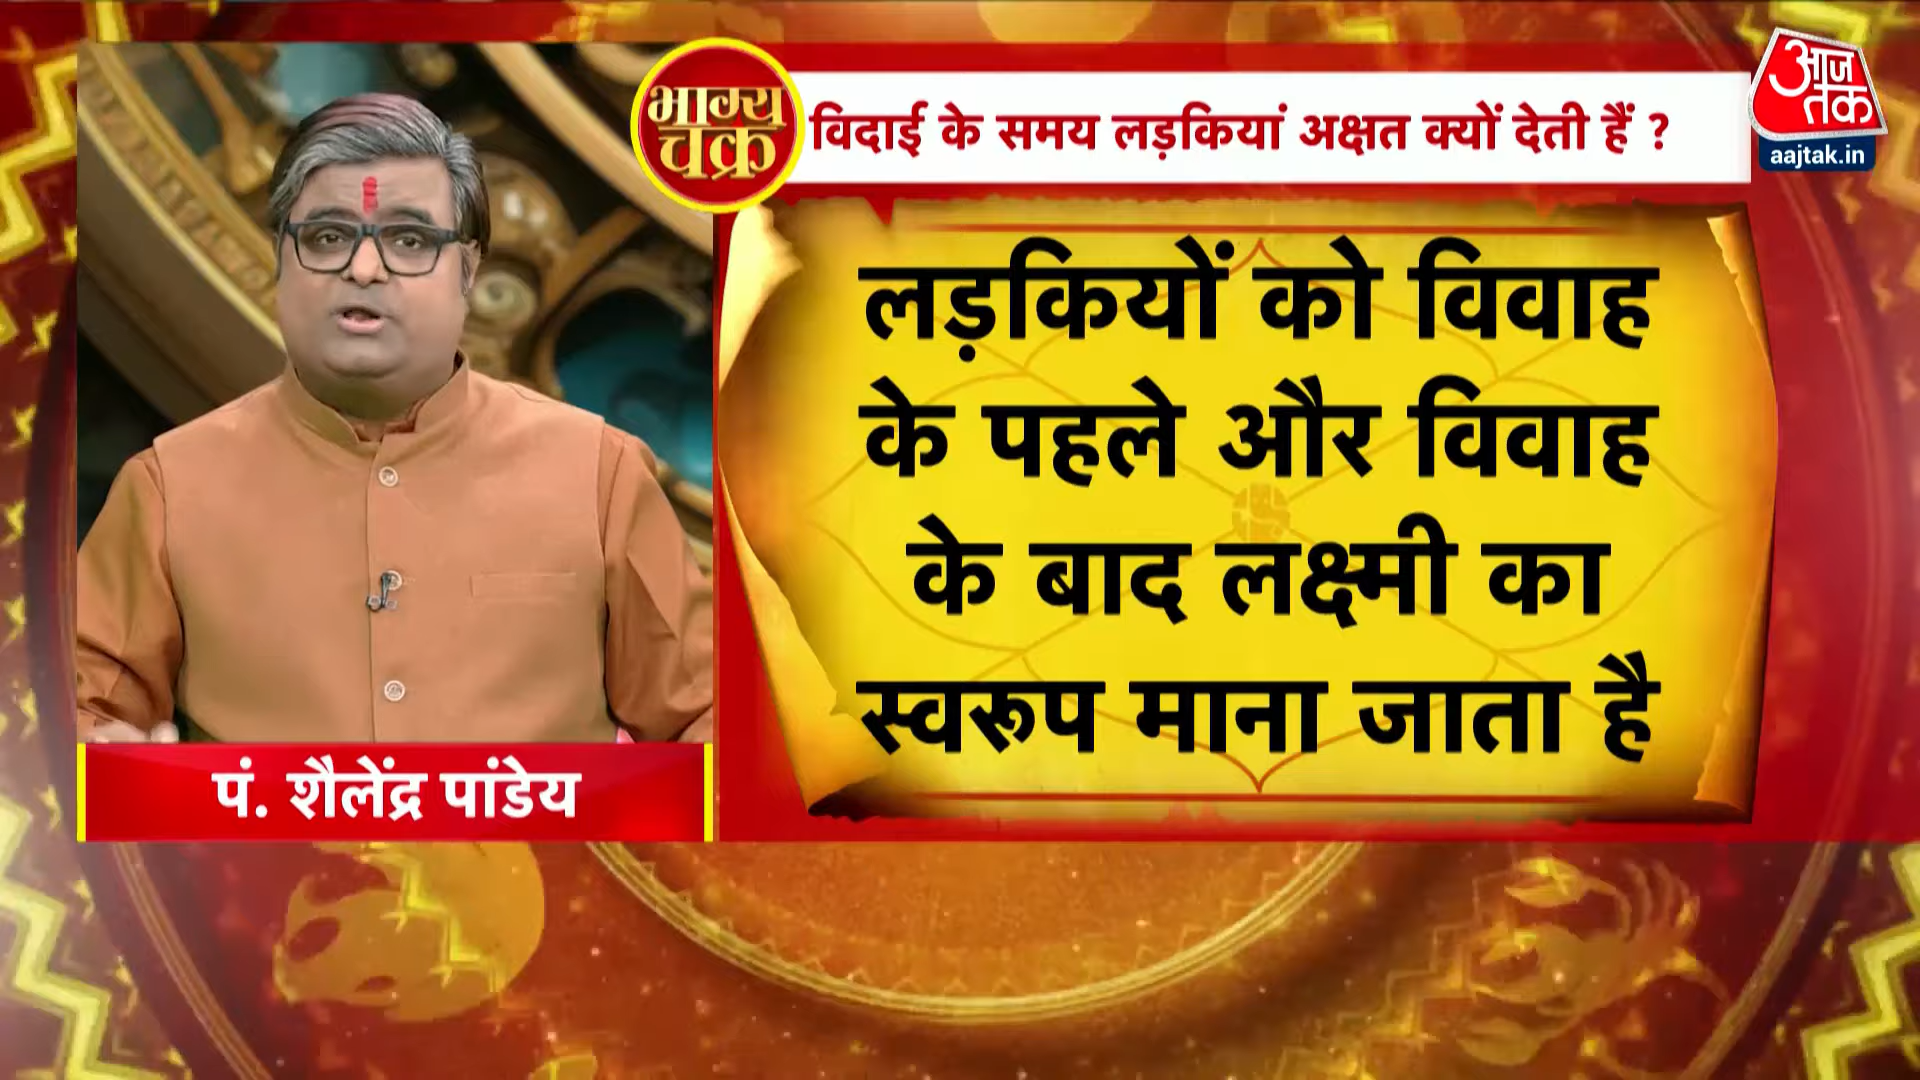 भाग्य
चक्र
विदाई के समय लड़कियां अक्षत क्यों देती हैं ?
आज
तक
aajtak.in
लड़कियों को विवाह
के पहले और विवाह
के बाद लक्ष्मी का
स्वरूप माना जाता है
पं. शैलेंद्र पांडेय